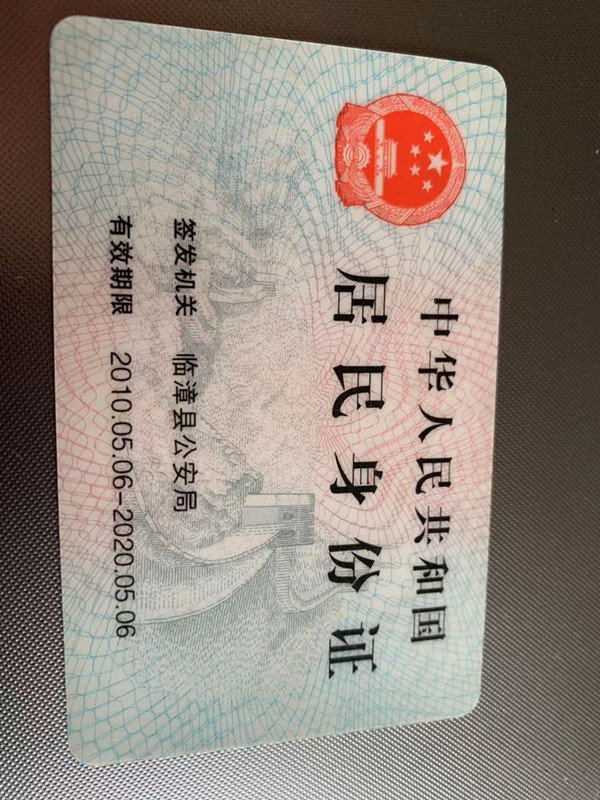 中华人民共和国
居民身份证
签发机关 临漳县公安局
有效期限 2010.05.06-2020.05.06